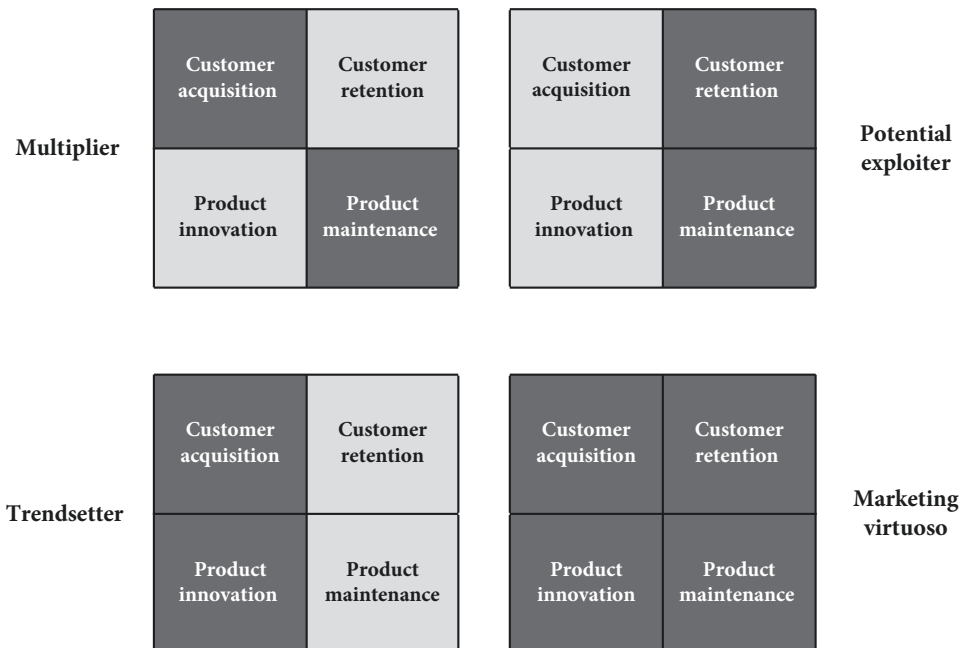 Multiplier
Customer
acquisition
Customer
retention
Product
innovation
Product
maintenance
Customer
acquisition
Customer
retention
Product
innovation
Product
maintenance
Potential
exploiter
Trendsetter
Customer
acquisition
Customer
retention
Product
innovation
Product
maintenance
Customer
acquisition
Customer
retention
Product
innovation
Product
maintenance
Marketing
virtuoso